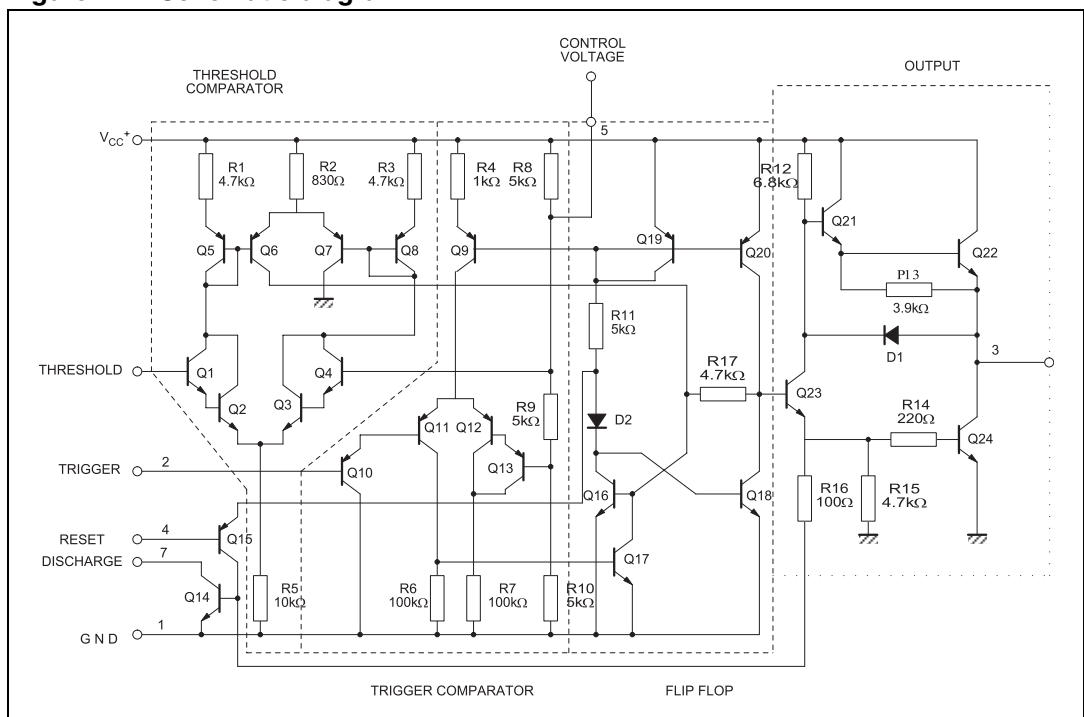 CONTROL
VOLTAGE
THRESHOLD
COMPARATOR
OUTPUT
5
VCC+
R1
4.7kΩ
R2
830Ω
R3
4.7kΩ
R4
1kΩ
R8
5kΩ
R12
6.8kΩ
Q5
Q6
Q7
Q8
Q9
Q19
Q20
Q21
Q22
P13
3.9kΩ
R11
5kΩ
D1
3
THRESHOLD
Q1
Q2
Q3
Q4
R17
4.7kΩ
Q23
R9
5kΩ
Q11
Q12
D2
R14
220Ω
Q24
TRIGGER
2
Q10
Q13
Q16
Q18
R16
100Ω
R15
4.7kΩ
RESET
4
Q15
DISCHARGE
7
Q17
Q14
R5
10kΩ
R6
100kΩ
R7
100kΩ
R10
5kΩ
GND
1
TRIGGER COMPARATOR
FLIP FLOP